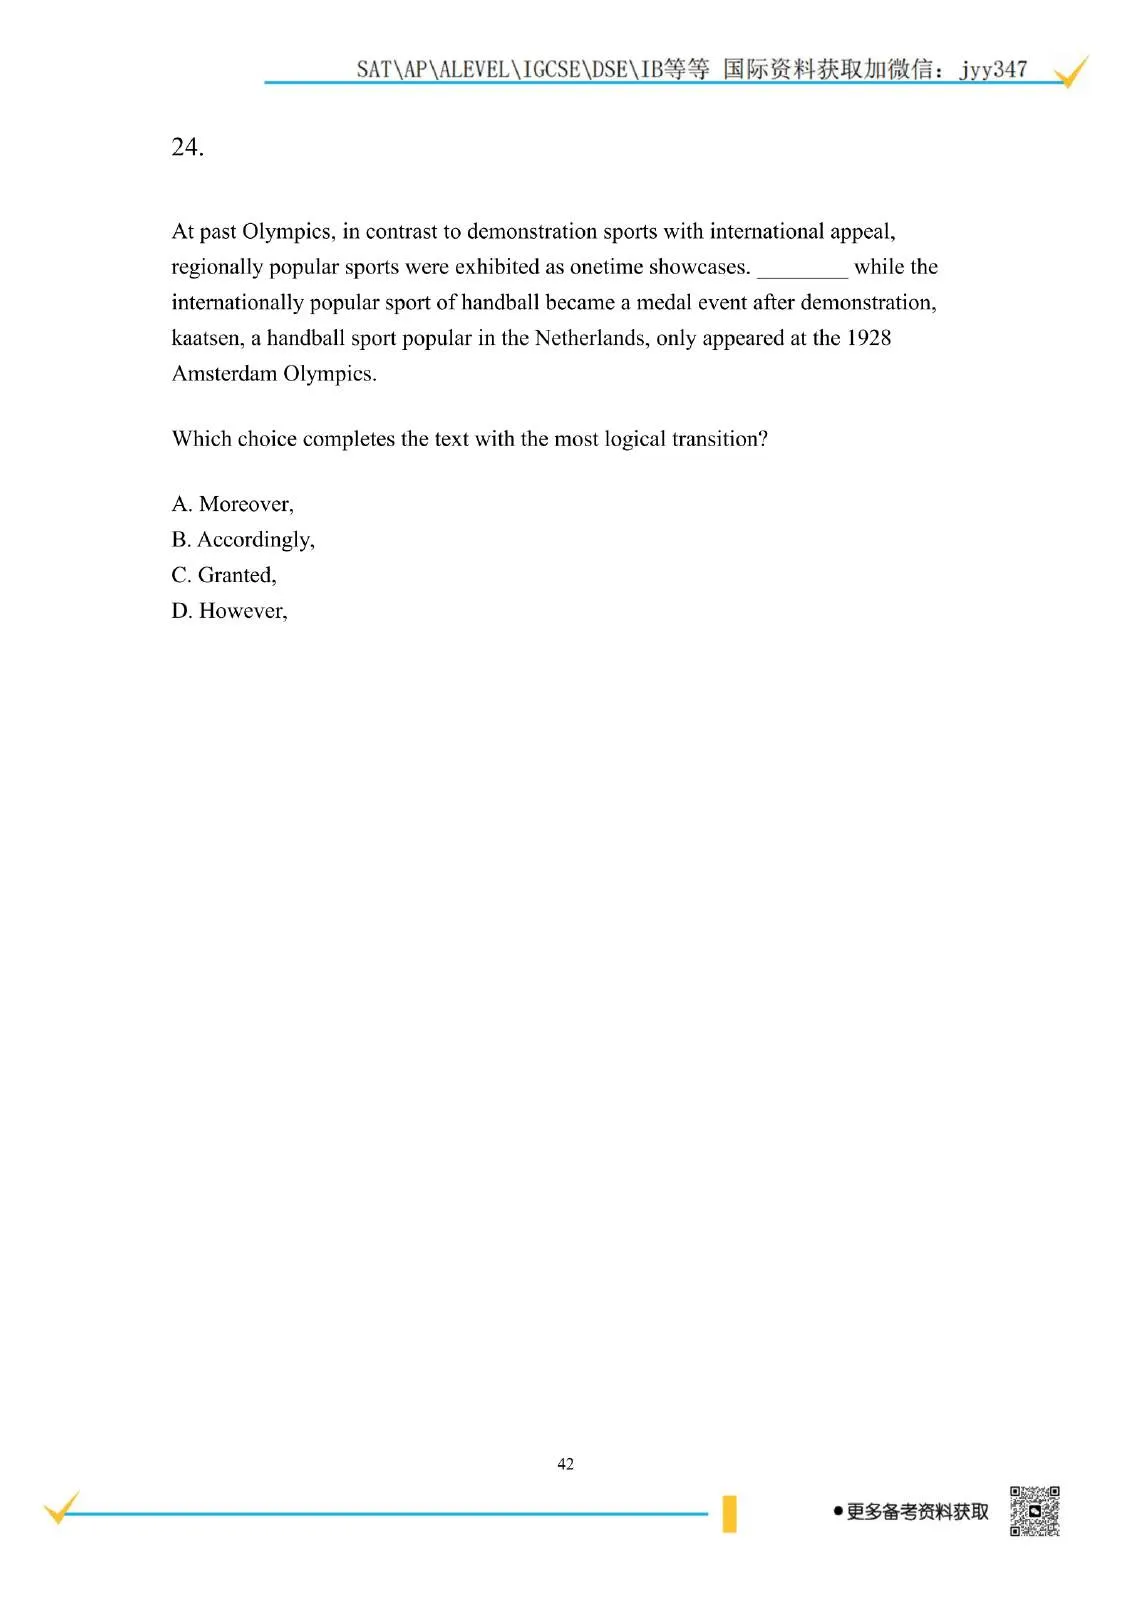 SAT\AP\ALEVEL\IGCSE\DSE\IB等等 国际资料获取加微信：jyy347
24.
At past Olympics, in contrast to demonstration sports with international appeal,
regionally popular sports were exhibited as onetime showcases. ________ while the
internationally popular sport of handball became a medal event after demonstration,
kaatsen, a handball sport popular in the Netherlands, only appeared at the 1928
Amsterdam Olympics.
Which choice completes the text with the most logical transition?
A. Moreover,
B. Accordingly,
C. Granted,
D. However,
42
●更多备考资料获取